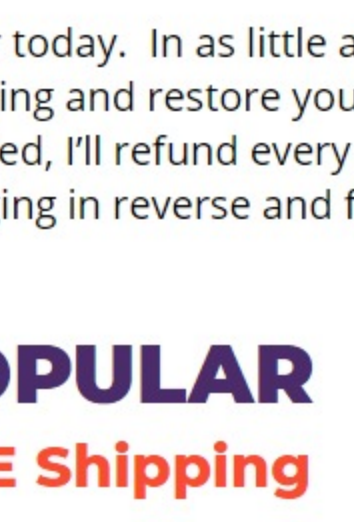 today. In as little
ing and restore you
ed, I’ll refund every
ing in reverse and
OPULAR
E Shipping